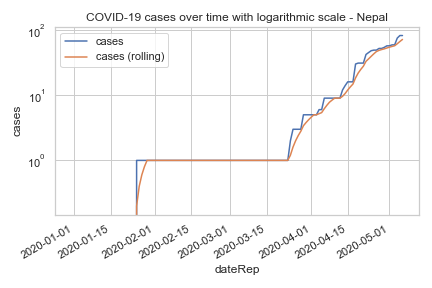 COVID-19 cases over time with logarithmic scale - Nepal
cases
cases (rolling)
10²
10¹
10⁰
cases
2020-01-01
2020-01-15
2020-02-01
2020-02-15
2020-03-01
2020-03-15
2020-04-01
2020-04-15
2020-05-01
dateRep